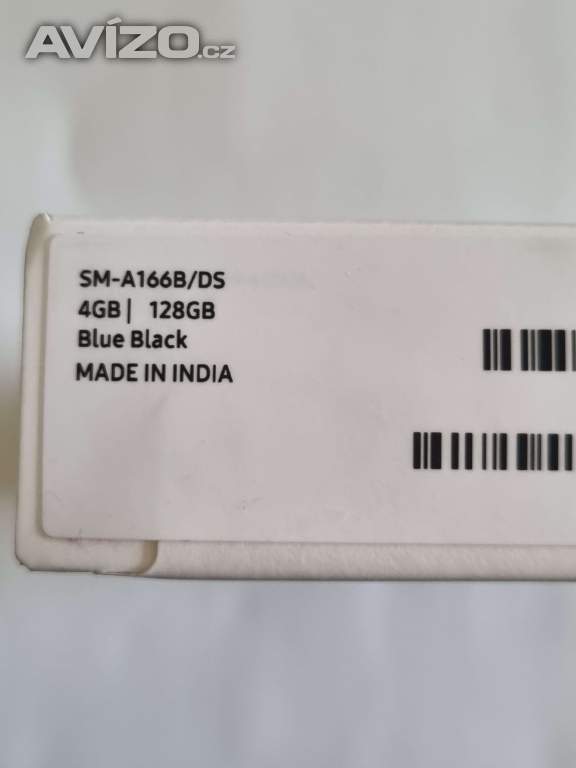 AVÍZO.cz
SM-A166B/DS
4GB | 128GB
Blue Black
MADE IN INDIA